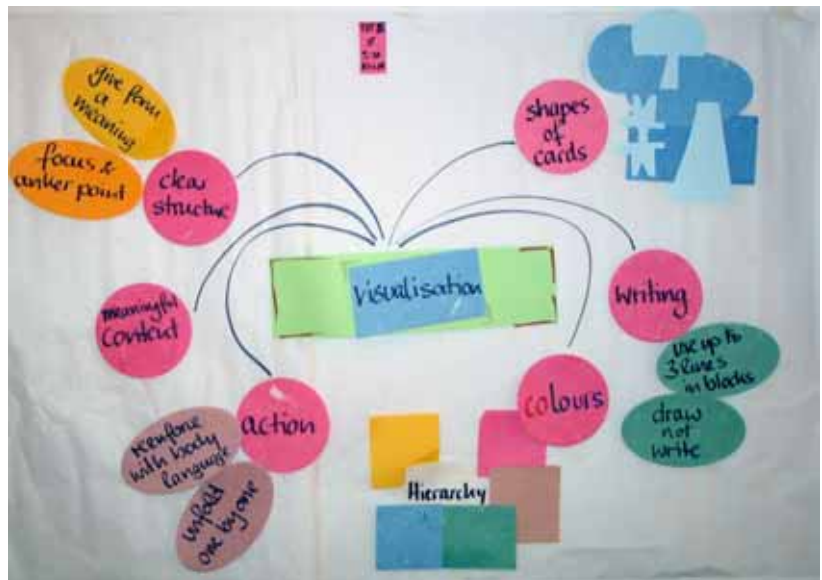 give form
a
meaning
focus &
anker point
clear
structure
meaningful
content
action
with body
language
unfold
one by one
visualisation
shapes
of
cards
writing
use up to
3 lines
in blocks
draw
not
write
colours
Hierarchy